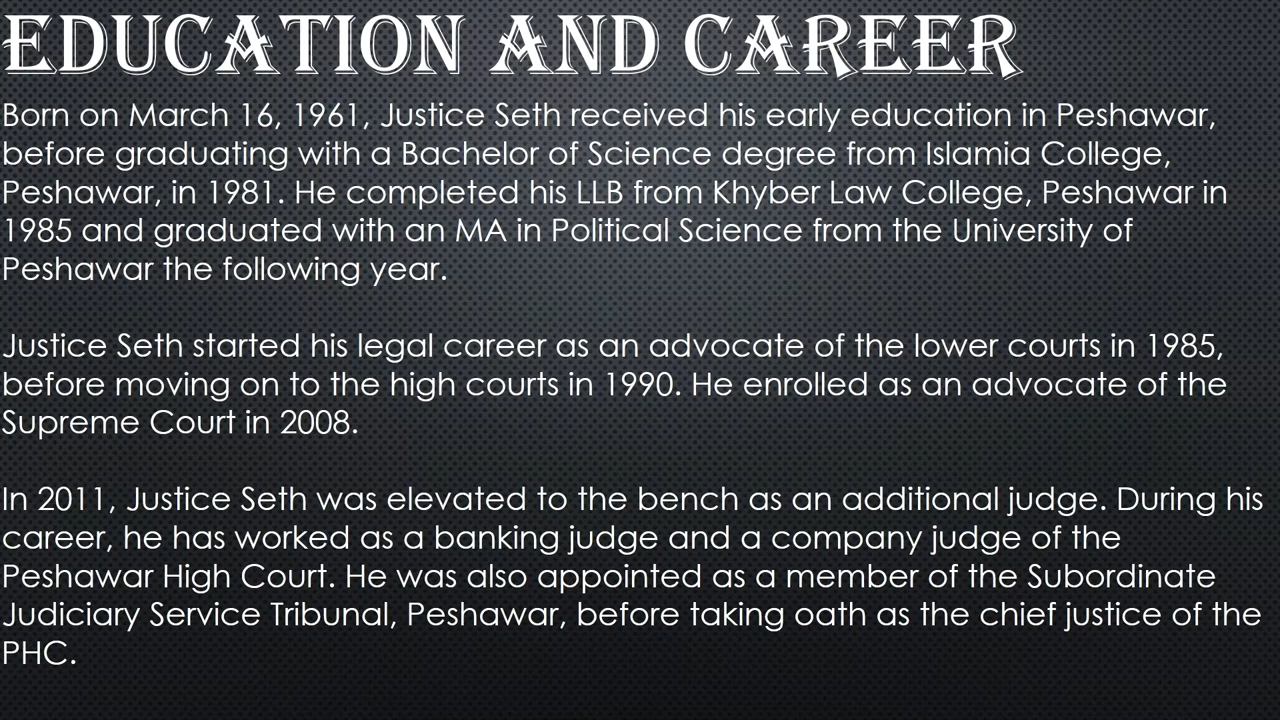 EDUCATION AND CAREER
Born on March 16, 1961, Justice Seth received his early education in Peshawar,
before graduating with a Bachelor of Science degree from Islamia College,
Peshawar, in 1981. He completed his LLB from Khyber Law College, Peshawar in
1985 and graduated with an MA in Political Science from the University of
Peshawar the following year.
Justice Seth started his legal career as an advocate of the lower courts in 1985,
before moving on to the high courts in 1990. He enrolled as an advocate of the
Supreme Court in 2008.
In 2011, Justice Seth was elevated to the bench as an additional judge. During his
career, he has worked as a banking judge and a company judge of the
Peshawar High Court. He was also appointed as a member of the Subordinate
Judiciary Service Tribunal, Peshawar, before taking oath as the chief justice of the
PHC.